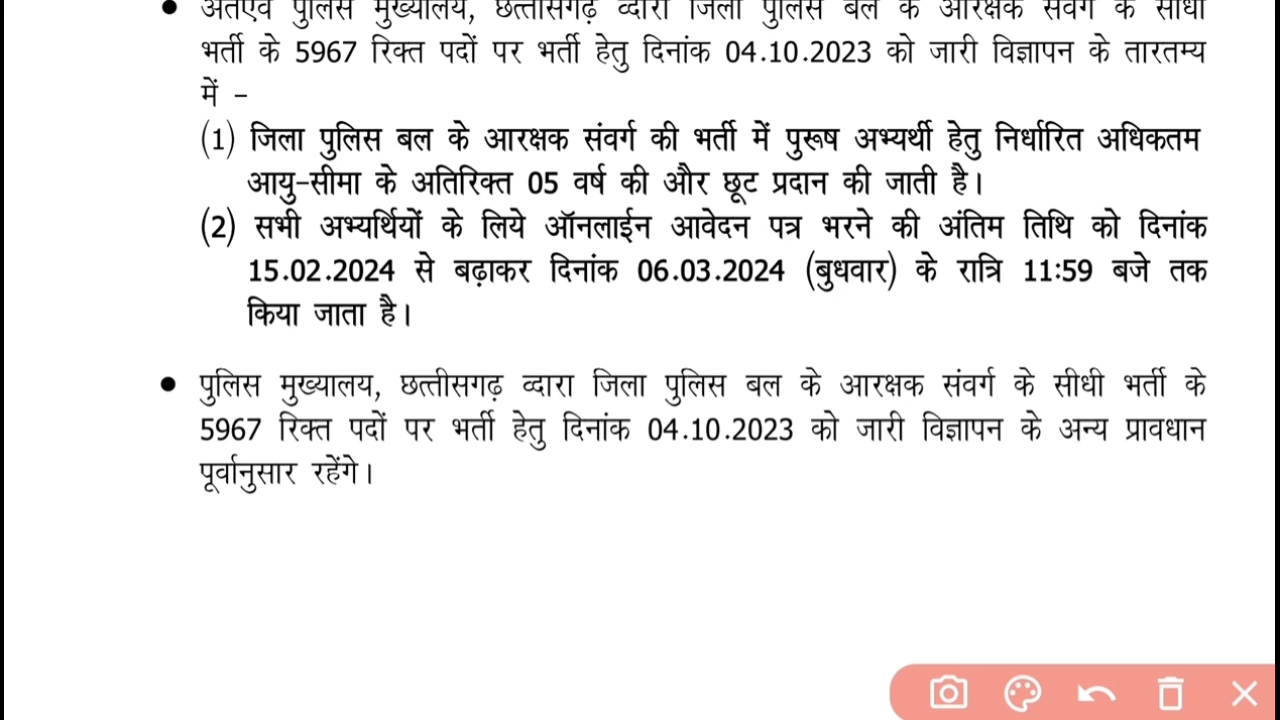 • अतएव पुलिस मुख्यालय, छत्तीसगढ़ व्दारा जिला पुलिस बल के आरक्षक संवर्ग के सीधी
भर्ती के 5967 रिक्त पदों पर भर्ती हेतु दिनांक 04.10.2023 को जारी विज्ञापन के तारतम्य
में -
(1) जिला पुलिस बल के आरक्षक संवर्ग की भर्ती में पुरूष अभ्यर्थी हेतु निर्धारित अधिकतम
आयु-सीमा के अतिरिक्त 05 वर्ष की और छूट प्रदान की जाती है।
(2) सभी अभ्यर्थियों के लिये ऑनलाईन आवेदन पत्र भरने की अंतिम तिथि को दिनांक
15.02.2024 से बढ़ाकर दिनांक 06.03.2024 (बुधवार) के रात्रि 11:59 बजे तक
किया जाता है।
• पुलिस मुख्यालय, छत्तीसगढ़ व्दारा जिला पुलिस बल के आरक्षक संवर्ग के सीधी भर्ती के
5967 रिक्त पदों पर भर्ती हेतु दिनांक 04.10.2023 को जारी विज्ञापन के अन्य प्रावधान
पूर्वानुसार रहेंगे।